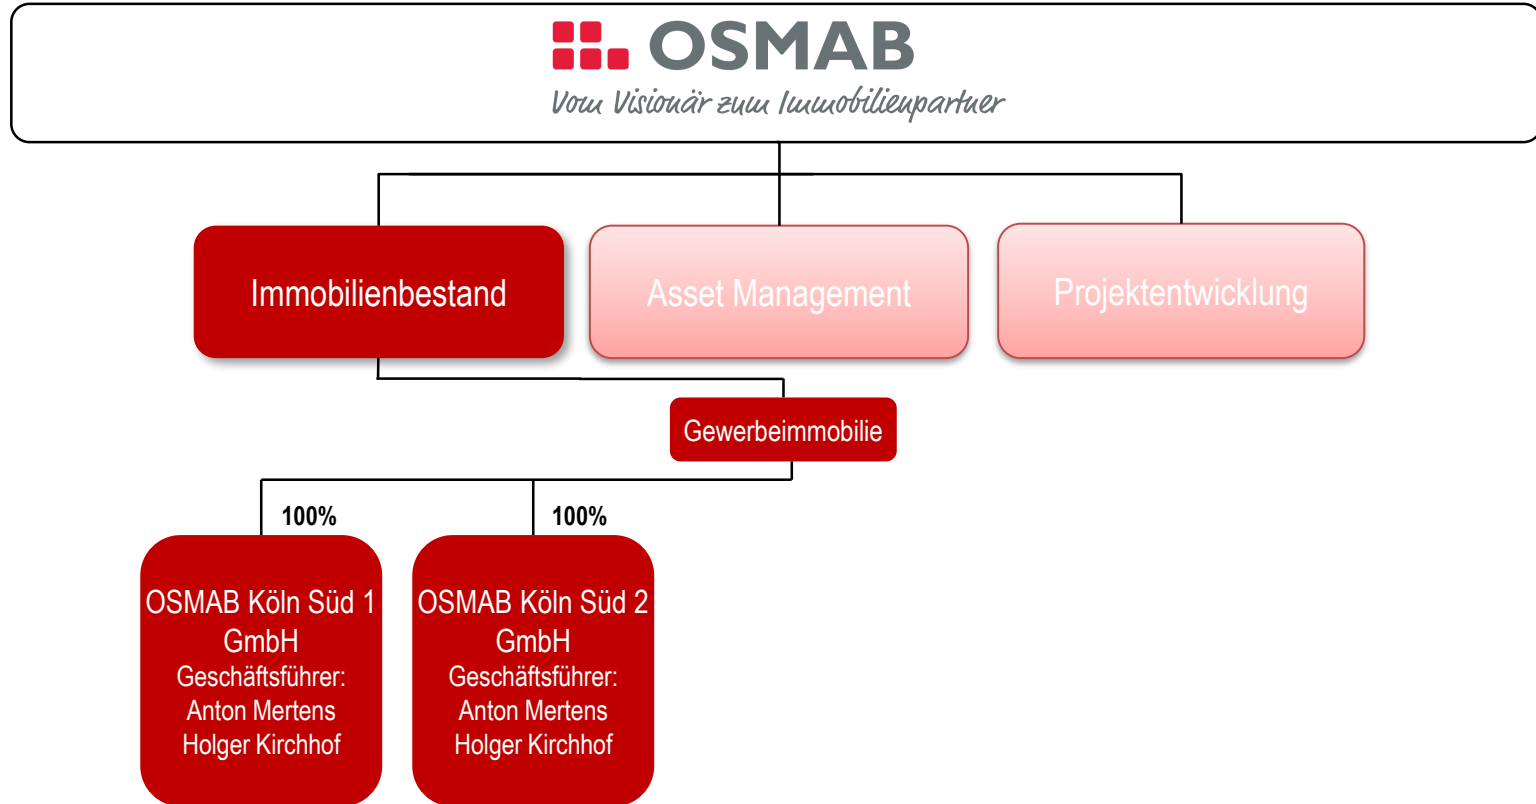 OSMAB
Vom Visionär zum Immobilienpartner
Immobilienbestand
Asset Management
Projektentwicklung
Gewerbeimmobilie
100%
100%
OSMAB Köln Süd 1
GmbH
Geschäftsführer:
Anton Mertens
Holger Kirchhof
OSMAB Köln Süd 2
GmbH
Geschäftsführer:
Anton Mertens
Holger Kirchhof